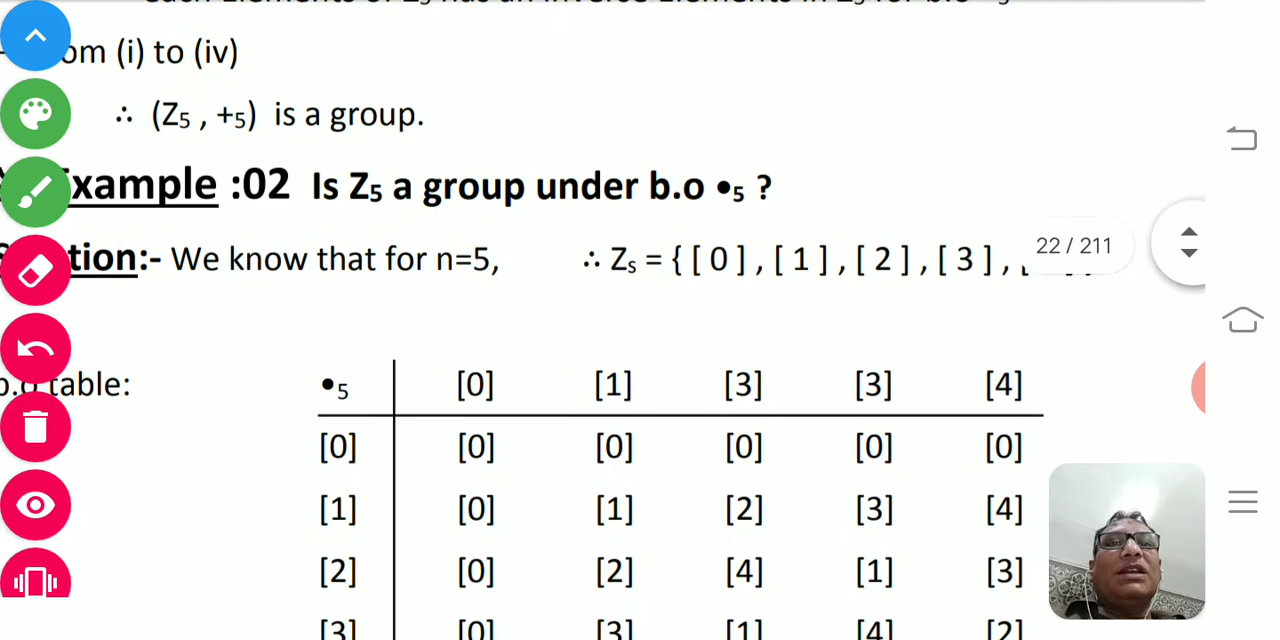 om (i) to (iv)
∴ (Z₅ , +₅) is a group.
xample :02 Is Z₅ a group under b.o •₅ ?
tion:- We know that for n=5, ∴ Zₛ = { [ 0 ] , [ 1 ] , [ 2 ] , [ 3 ] ,
22 / 211
table: •₅ [0] [1] [3] [3] [4]
[0] [0] [0] [0] [0] [0]
[1] [0] [1] [2] [3] [4]
[2] [0] [2] [4] [1] [3]
[3] [0] [3] [1] [4] [2]